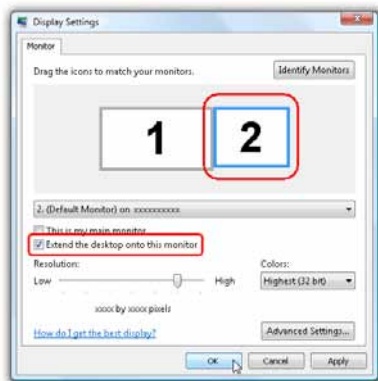 Display Settings
Monitor
Drag the icons to match your monitors.
Identify Monitors
1
2
2. (Default Monitor) on xxxxxxxxxx
This is my main monitor
Extend the desktop onto this monitor
Resolution:
Colors:
Low
High
Highest (32 bit)
xxxx by xxxx pixels
How do I get the best display?
Advanced Settings...
OK
Cancel
Apply